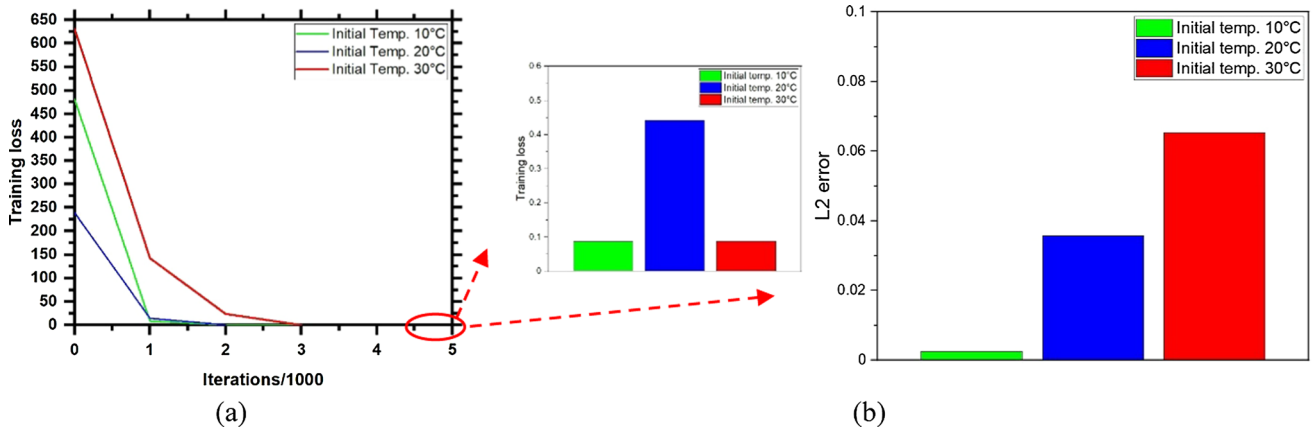 (a)
650
600
550
500
450
400
350
300
250
200
150
100
50
0
Training loss
Initial Temp. 10°C
Initial Temp. 20°C
Initial Temp. 30°C
0 1 2 3 4 5
Iterations/1000
0.6
0.5
0.4
0.3
0.2
0.1
0
Training loss
Initial temp. 10°C
Initial temp. 20°C
Initial temp. 30°C
0.1
0.08
0.06
0.04
0.02
0
L2 error
Initial temp. 10°C
Initial temp. 20°C
Initial temp. 30°C
(a)
(b)